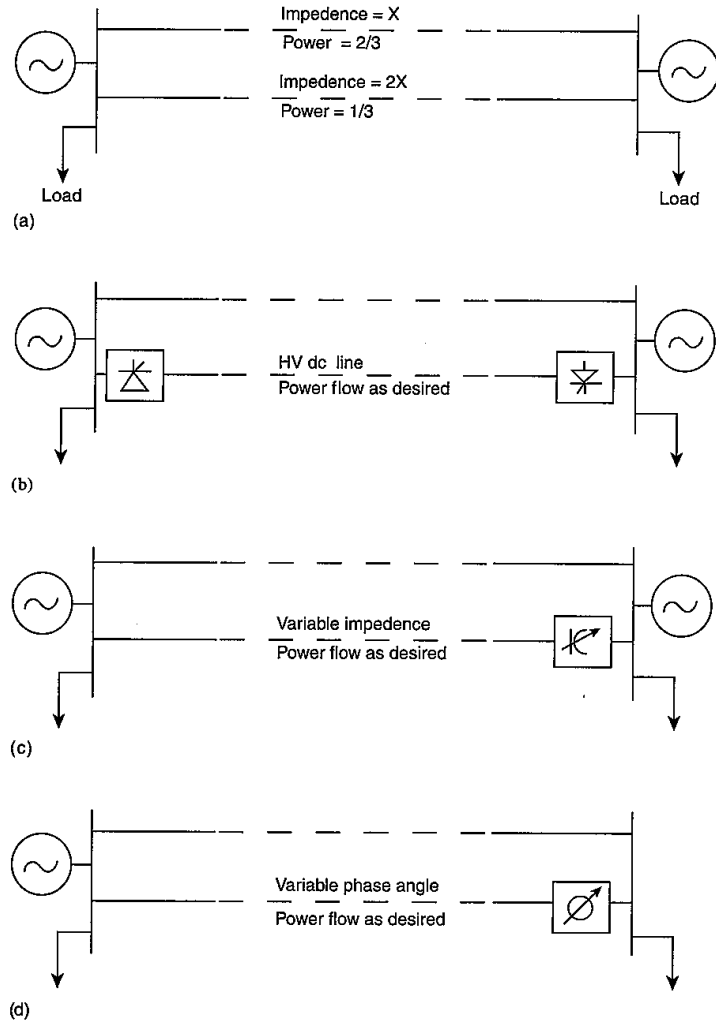 Impedence = X
Power = 2/3
Impedence = 2X
Power = 1/3
Load
Load
(a)
HV dc line
Power flow as desired
(b)
Variable impedence
Power flow as desired
(c)
Variable phase angle
Power flow as desired
(d)